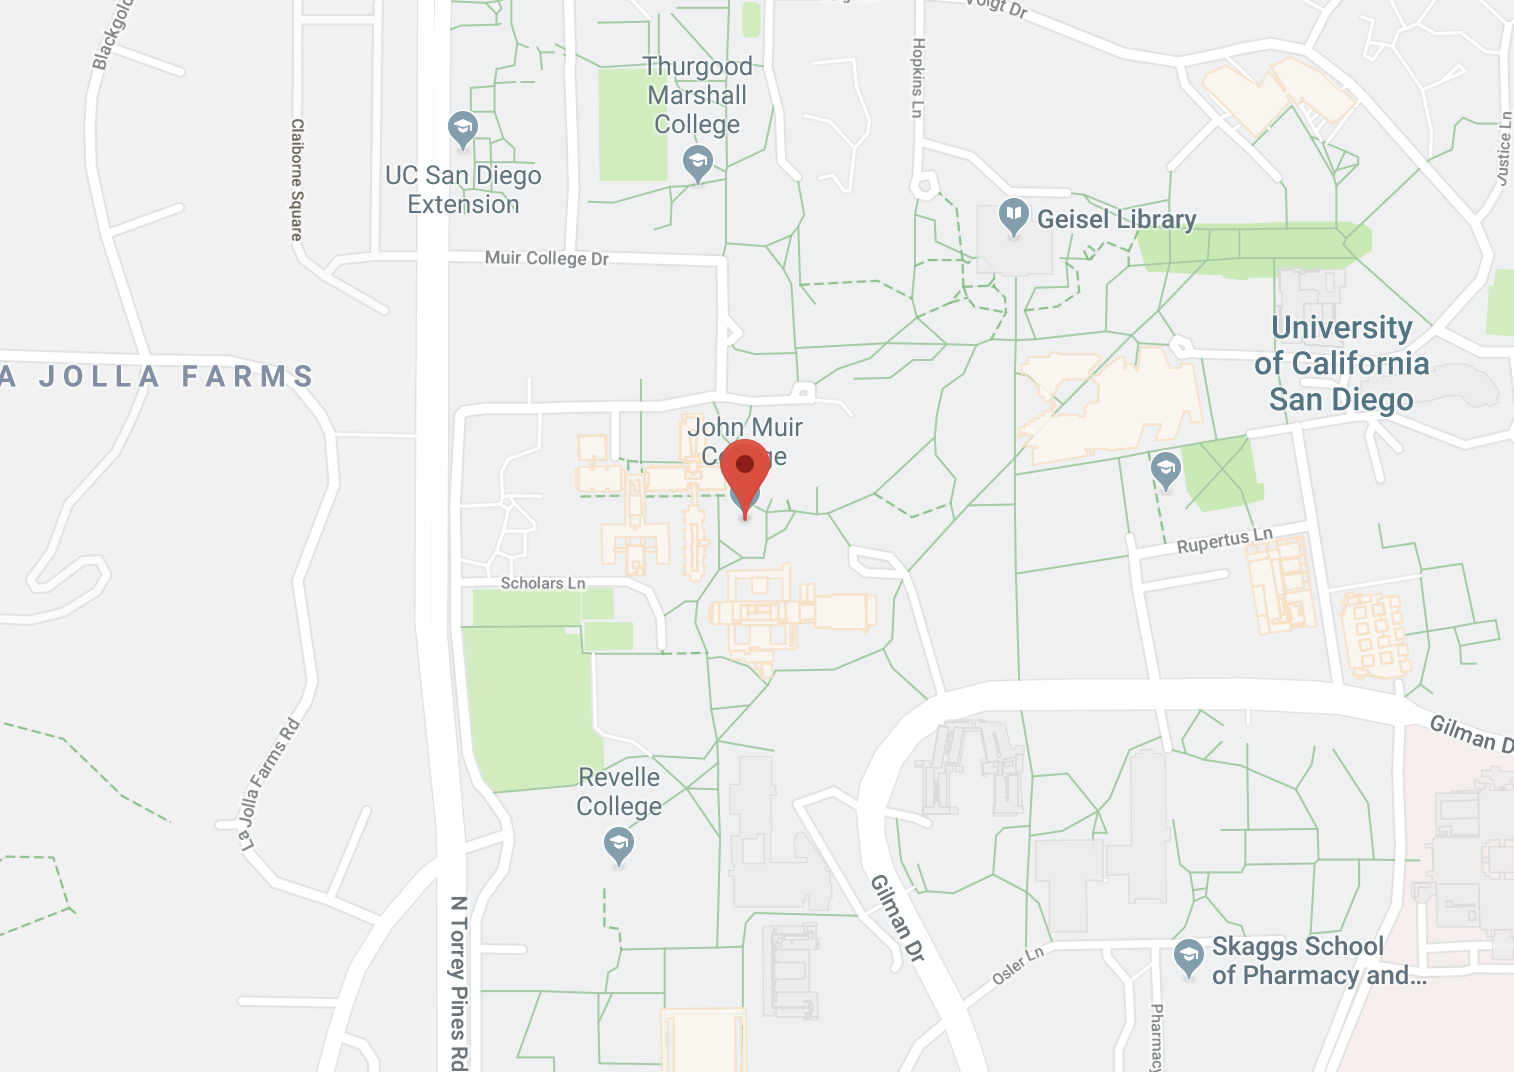 Voigt Dr
Blackgold
Hopkins Ln
Thurgood
Marshall
College
Claiborne Square
Justice Ln
UC San Diego
Extension
Geisel Library
Muir College Dr
University
of California
San Diego
A JOLLA FARMS
John Muir
Co ge
Rupertus Ln
Scholars Ln
La Jolla Farms Rd
Gilman D
Revelle
College
N Torrey Pines Rd
Gilman Dr
Osler Ln
Skaggs School
of Pharmacy and...
Pharmacy